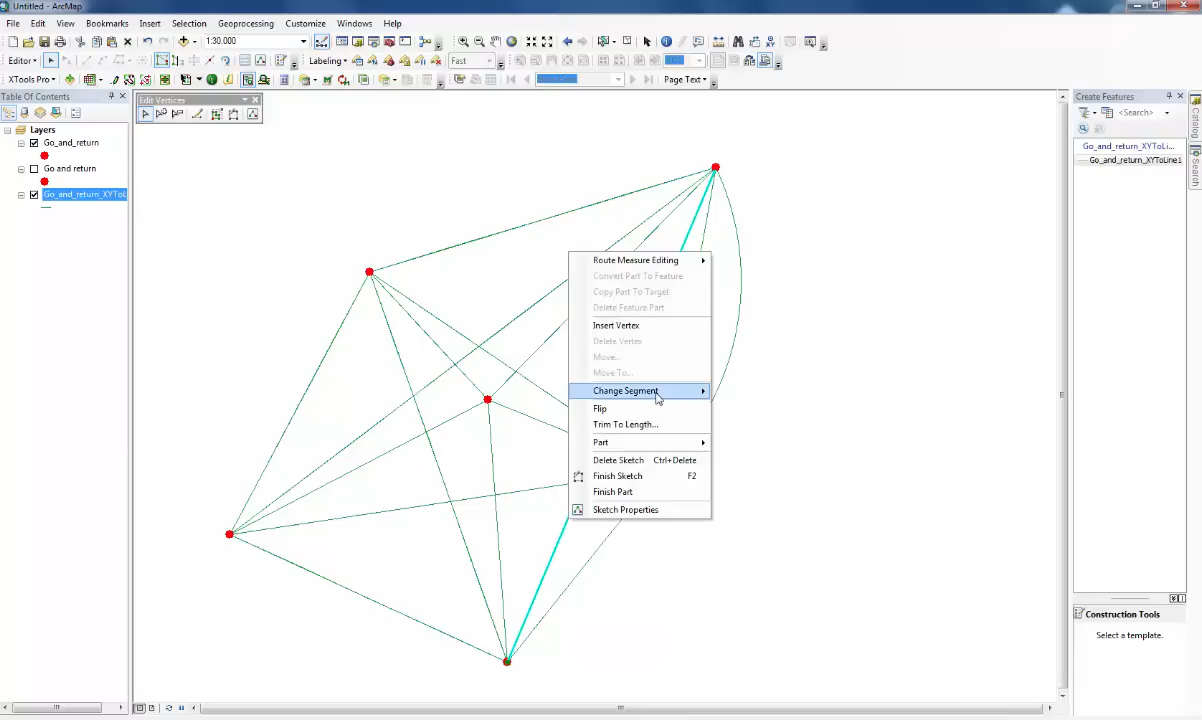 Untitled - ArcMap
File Edit View Bookmarks Insert Selection Geoprocessing Customize Windows Help
1:30,000
Editor Labeling Fast
XTools Pro Page Text
Table Of Contents
Edit Vertices
Create Features
Layers
Go_and_return
Go and return
Go_and_return_XYToL
<Search>
Go_and_return_XYToLi...
Go_and_return_XYToLine1
Catalog
Search
Route Measure Editing
Convert Part To Feature
Copy Part To Target
Delete Feature Part
Insert Vertex
Delete Vertex
Move...
Move To...
Change Segment
Flip
Trim To Length...
Part
Delete Sketch Ctrl+Delete
Finish Sketch F2
Finish Part
Sketch Properties
Construction Tools
Select a template.